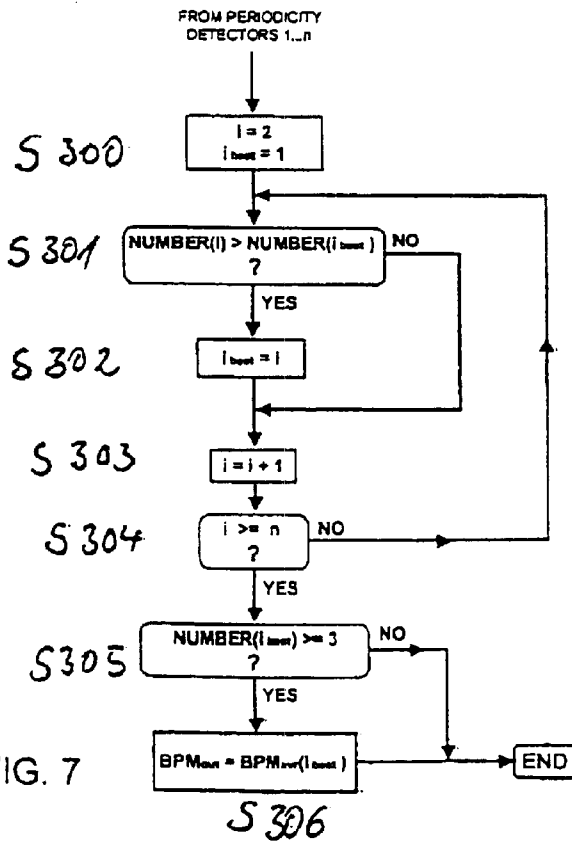 FROM PERIODICITY
DETECTORS 1...n
S 300
i = 2
i best = 1
S 301
NUMBER(i) > NUMBER(i best)
?
NO
YES
S 302
i best = i
S 303
i = i + 1
S 304
i >= n
?
NO
YES
S305
NUMBER(i best) >= 3
?
NO
YES
BPMout = BPMavr(i best)
END
IG. 7
S 306